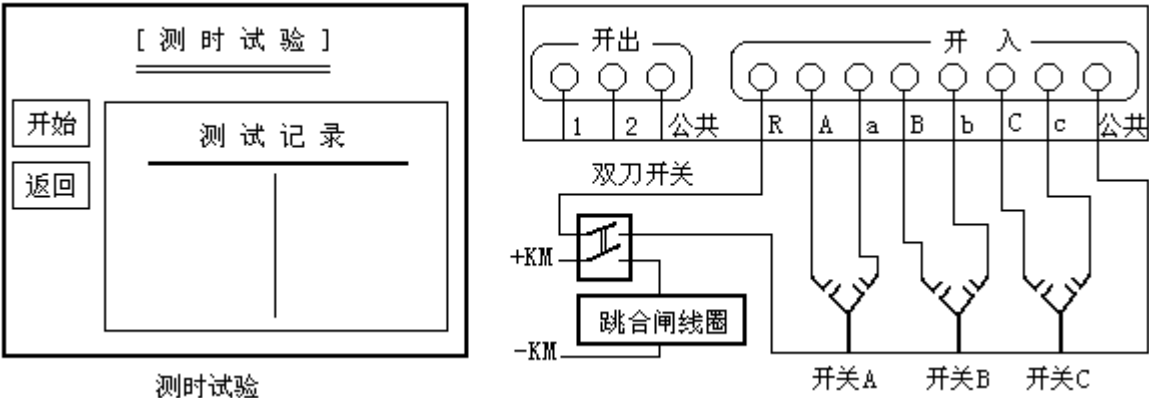 [ 测 时 试 验 ]
开始
返回
测 试 记 录
测时试验
开出
开 入
1 2 公共 R A a B b C c 公共
双刀开关
+KM
跳合闸线圈
-KM
开关A 开关B 开关C